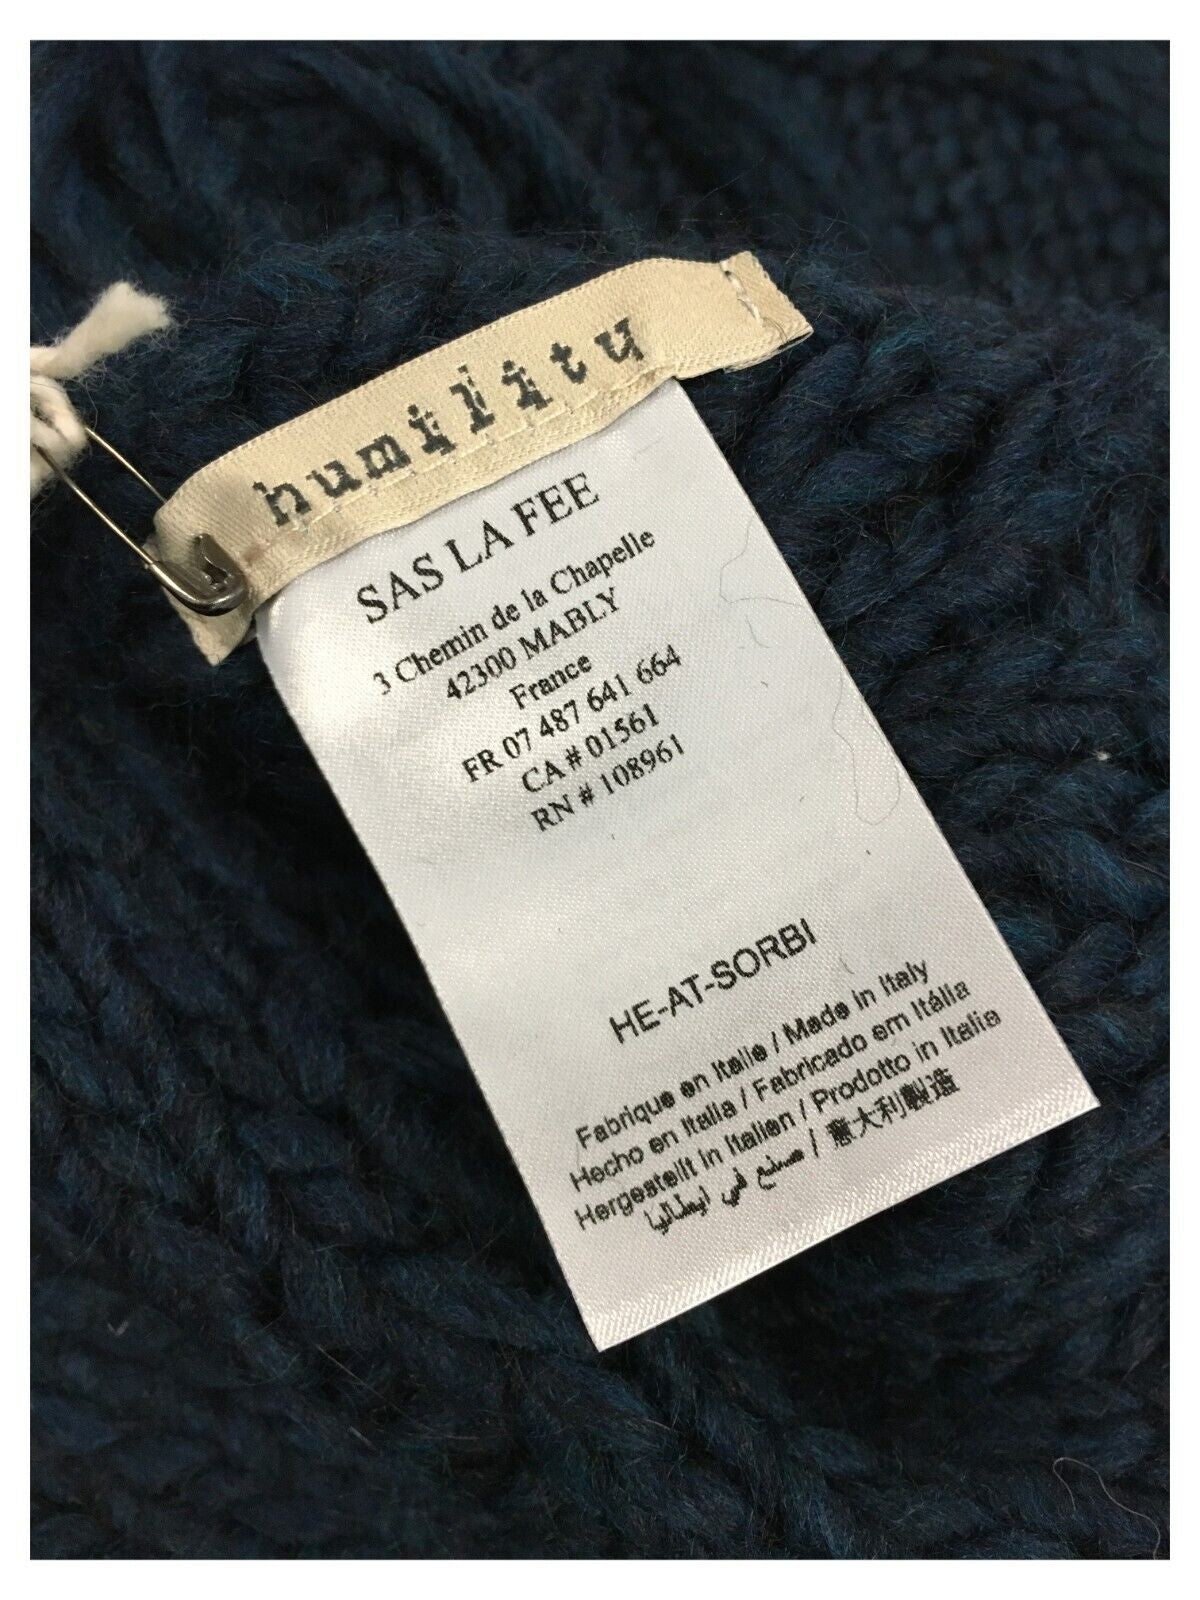 humility
SAS LA FEE
3 Chemin de la Chapelle
42300 MABLY
France
FR 07 487 641 664
CA # 01561
RN # 108961
HE-AT-SORBI
Fabrique en Italie / Made in Italy
Hecho en Italia / Fabricado em Itália
Hergestellt in Italien / Prodotto in Italia
صنع في ايطاليا / 意大利製造